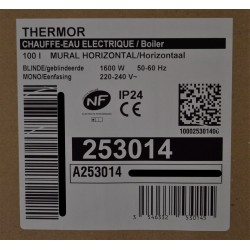 THERMOR
CHAUFFE-EAU ELECTRIQUE / Boiler
100 l MURAL HORIZONTAL/Horizontaal
BLINDE/geblindeerde 1600 W 50-60 Hz
MONO/Eenfasing 220-240 V~
NF IP24
253014
A253014